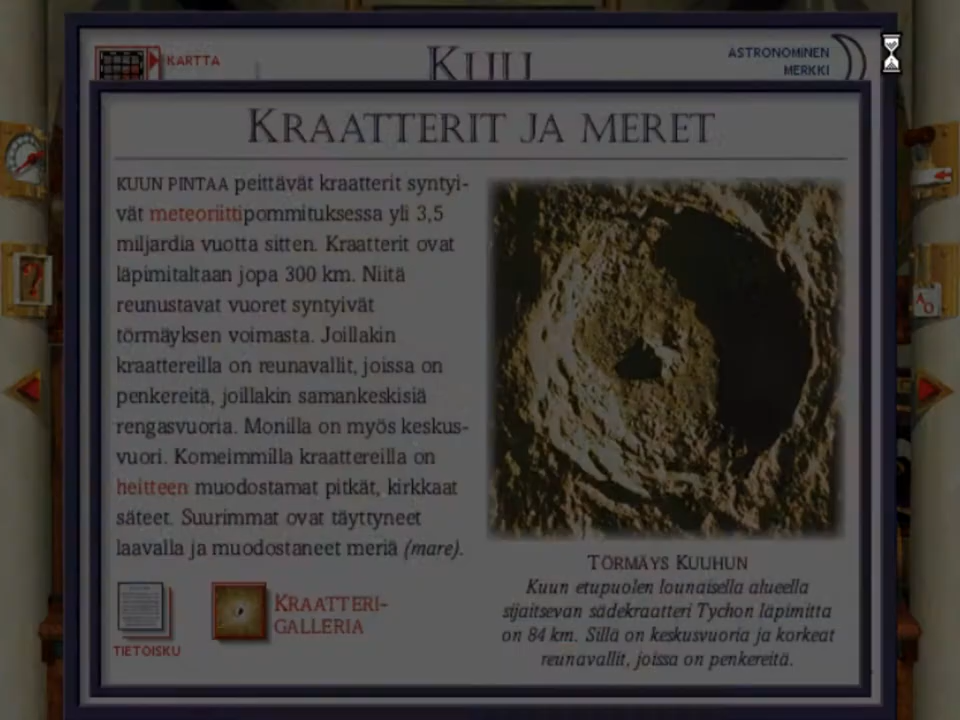 KARTTA
KUU
ASTRONOMINEN
MERKKI
KRAATTERIT JA MERET
KUUN PINTAA peittävät kraatterit syntyi-
vät meteoriittipommituksessa yli 3,5
miljardia vuotta sitten. Kraatterit ovat
läpimitaltaan jopa 300 km. Niitä
reunustavat vuoret syntyivät
törmäyksen voimasta. Joillakin
kraattereilla on reunavallit, joissa on
penkereitä, joillakin samankeskisiä
rengasvuoria. Monilla on myös keskus-
vuori. Komeimmilla kraattereilla on
heitteen muodostamat pitkät, kirkkaat
säteet. Suurimmat ovat täyttyneet
laavalla ja muodostaneet meriä (mare).
TÖRMÄYS KUUHUN
Kuun etupuolen lounaisella alueella
sijaitsevan sädekraatteri Tychon läpimitta
on 84 km. Sillä on keskusvuoria ja korkeat
reunavallit, joissa on penkereitä.
TIETOISKU
KRAATTERI-
GALLERIA